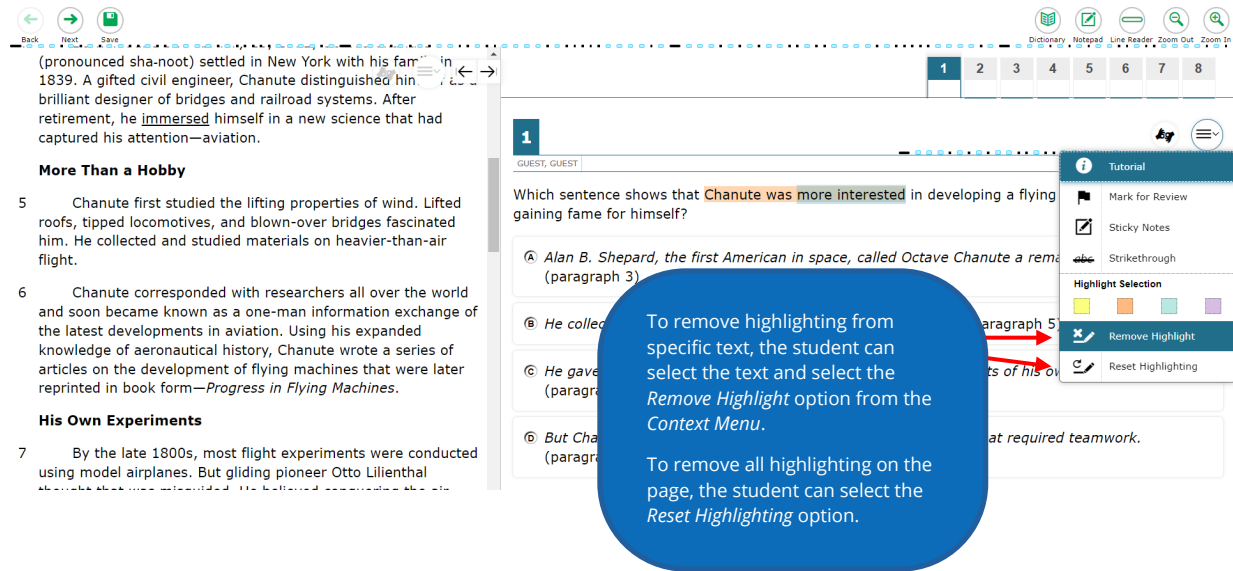 Back Next Save
Dictionary Notepad Line Reader Zoom Out Zoom In
(pronounced sha-noot) settled in New York with his family in
1839. A gifted civil engineer, Chanute distinguished as a
brilliant designer of bridges and railroad systems. After
retirement, he immersed himself in a new science that had
captured his attention—aviation.
More Than a Hobby
5 Chanute first studied the lifting properties of wind. Lifted
roofs, tipped locomotives, and blown-over bridges fascinated
him. He collected and studied materials on heavier-than-air
flight.
6 Chanute corresponded with researchers all over the world
and soon became known as a one-man information exchange of
the latest developments in aviation. Using his expanded
knowledge of aeronautical history, Chanute wrote a series of
articles on the development of flying machines that were later
reprinted in book form—Progress in Flying Machines.
His Own Experiments
7 By the late 1800s, most flight experiments were conducted
using model airplanes. But gliding pioneer Otto Lilienthal
1 2 3 4 5 6 7 8
1
GUEST, GUEST
Which sentence shows that Chanute was more interested in developing a flying
gaining fame for himself?
A Alan B. Shepard, the first American in space, called Octave Chanute a rema
(paragraph 3)
B He collec aragraph 5)
C He gave ts of his ow
(paragra
D But Cha at required teamwork.
(paragra
Tutorial
Mark for Review
Sticky Notes
abc Strikethrough
Highlight Selection
Remove Highlight
Reset Highlighting
To remove highlighting from
specific text, the student can
select the text and select the
Remove Highlight option from the
Context Menu.
To remove all highlighting on the
page, the student can select the
Reset Highlighting option.